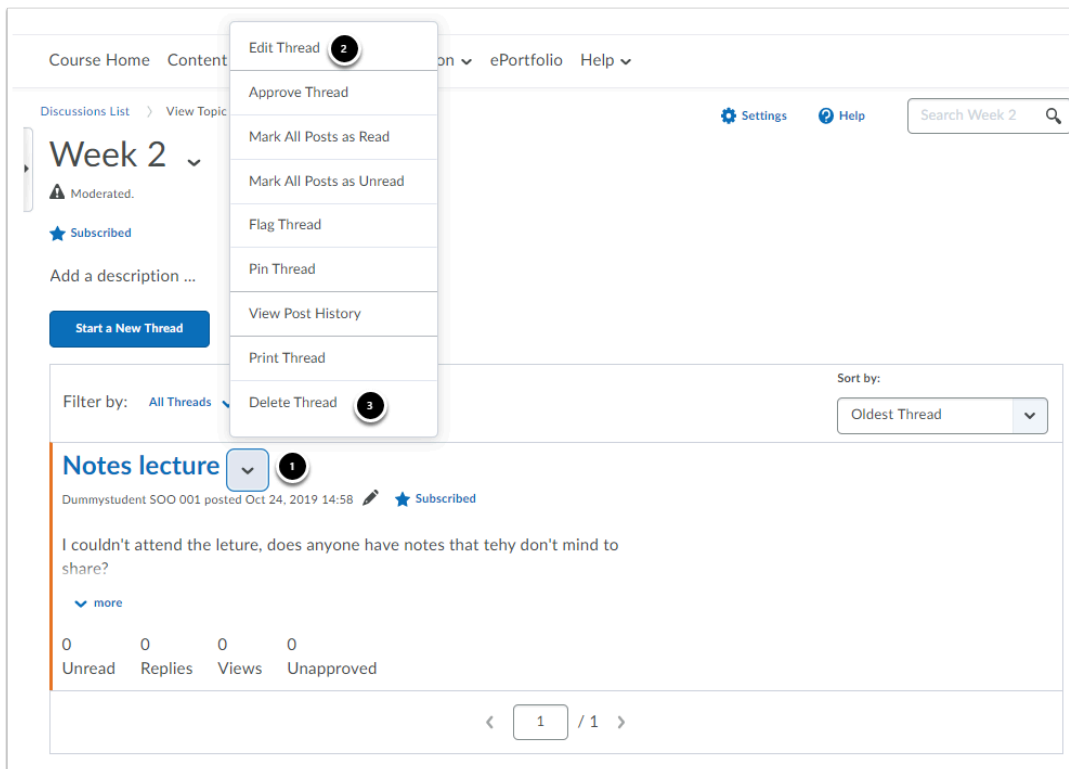 Course Home Content on ePortfolio Help
Discussions List View Topic
Settings Help Search Week 2
Week 2
Moderated.
Subscribed
Add a description ...
Start a New Thread
Edit Thread 2
Approve Thread
Mark All Posts as Read
Mark All Posts as Unread
Flag Thread
Pin Thread
View Post History
Print Thread
Delete Thread 3
Filter by: All Threads
Sort by:
Oldest Thread
Notes lecture 1
Dummystudent SOO 001 posted Oct 24, 2019 14:58 Subscribed
I couldn't attend the leture, does anyone have notes that tehy don't mind to
share?
more
0 0 0 0
Unread Replies Views Unapproved
1 / 1